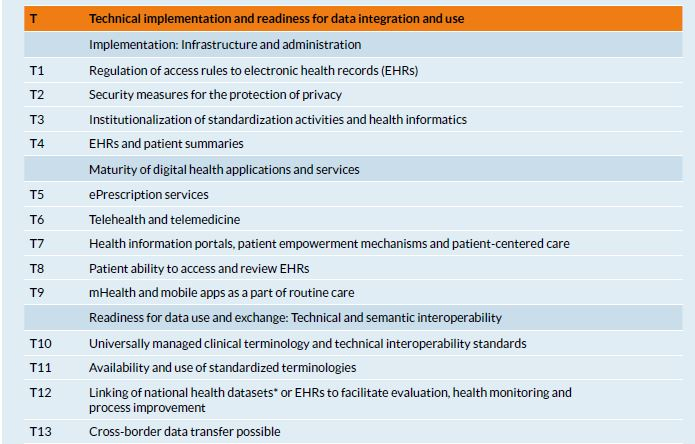 T Technical implementation and readiness for data integration and use
Implementation: Infrastructure and administration
T1 Regulation of access rules to electronic health records (EHRs)
T2 Security measures for the protection of privacy
T3 Institutionalization of standardization activities and health informatics
T4 EHRs and patient summaries
Maturity of digital health applications and services
T5 ePrescription services
T6 Telehealth and telemedicine
T7 Health information portals, patient empowerment mechanisms and patient-centered care
T8 Patient ability to access and review EHRs
T9 mHealth and mobile apps as a part of routine care
Readiness for data use and exchange: Technical and semantic interoperability
T10 Universally managed clinical terminology and technical interoperability standards
T11 Availability and use of standardized terminologies
T12 Linking of national health datasets* or EHRs to facilitate evaluation, health monitoring and
process improvement
T13 Cross-border data transfer possible